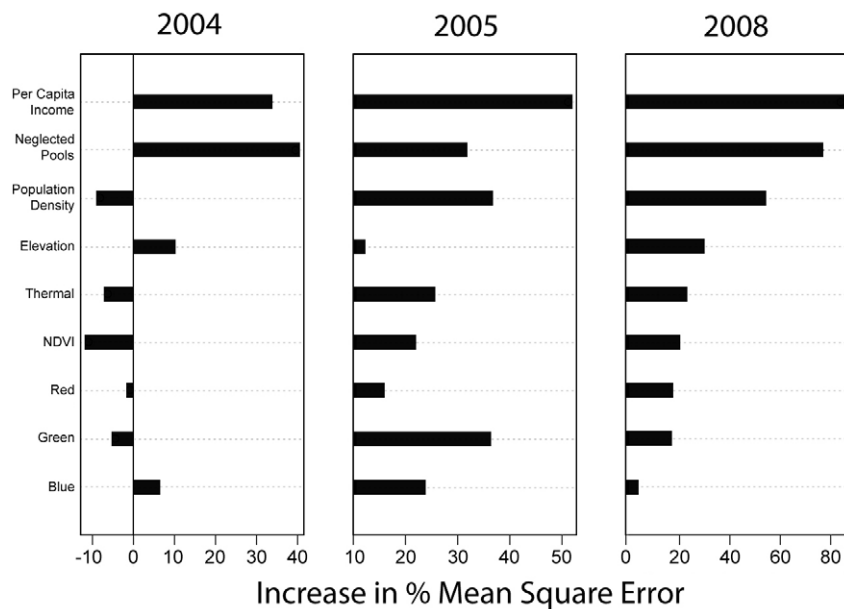 2004 2005 2008
Per Capita
Income
Neglected
Pools
Population
Density
Elevation
Thermal
NDVI
Red
Green
Blue
-10 0 10 20 30 40 10 20 30 40 50 0 20 40 60 80
Increase in % Mean Square Error